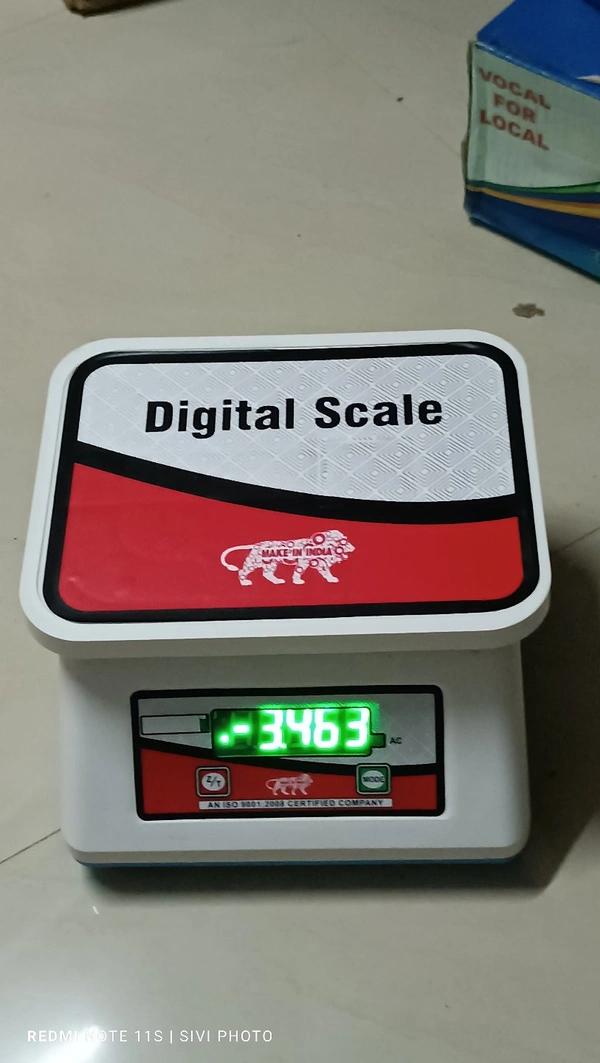 VOCAL
FOR
LOCAL
Digital Scale
MAKE IN INDIA
-3.463
AC
Z/T
MODE
AN ISO 9001:2008 CERTIFIED COMPANY
REDMI NOTE 11S | SIVI PHOTO